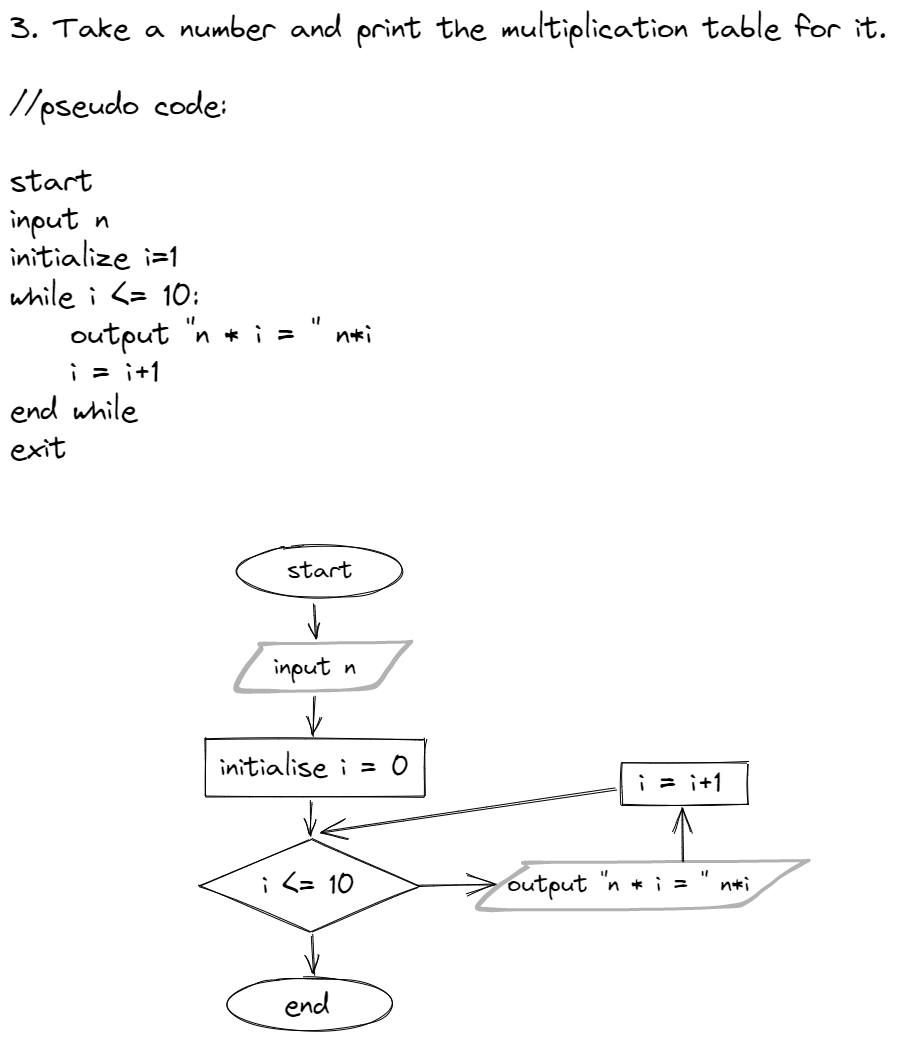 3. Take a number and print the multiplication table for it.
//pseudo code:
start
input n
initialize i=1
while i <= 10:
output "n * i = " n*i
i = i+1
end while
exit
start
input n
initialise i = 0
i = i+1
i <= 10
output "n * i = " n*i
end